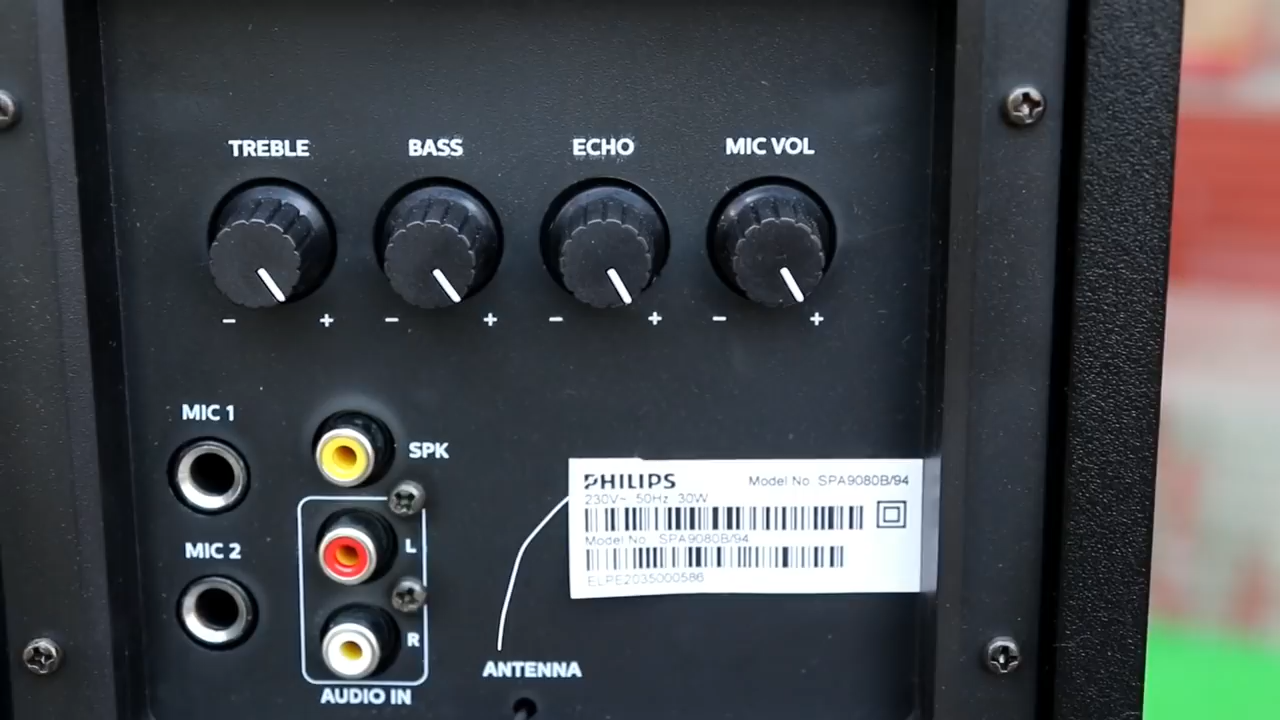 TREBLE
BASS
ECHO
MIC VOL
− +
− +
− +
− +
MIC 1
SPK
MIC 2
L
R
AUDIO IN
ANTENNA
PHILIPS Model No. SPA9080B/94
230V~ 50Hz 30W
Model No. SPA9080B/94
ELPE2035000586